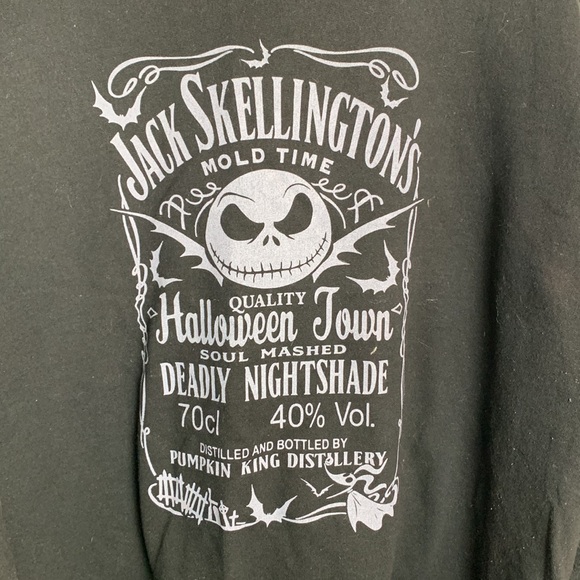 JACK SKELLINGTON'S
MOLD TIME
QUALITY
Halloween Town
SOUL MASHED
DEADLY NIGHTSHADE
70cl 40% Vol.
DISTILLED AND BOTTLED BY
PUMPKIN KING DISTILLERY